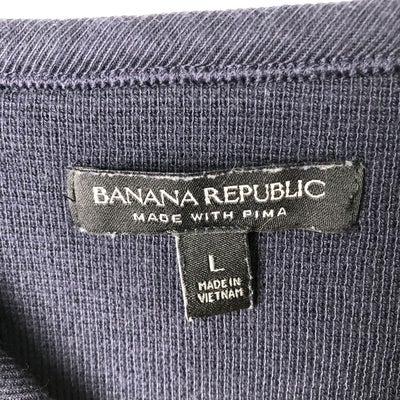 BANANA REPUBLIC
MADE WITH PIMA
L
MADE IN
VIETNAM